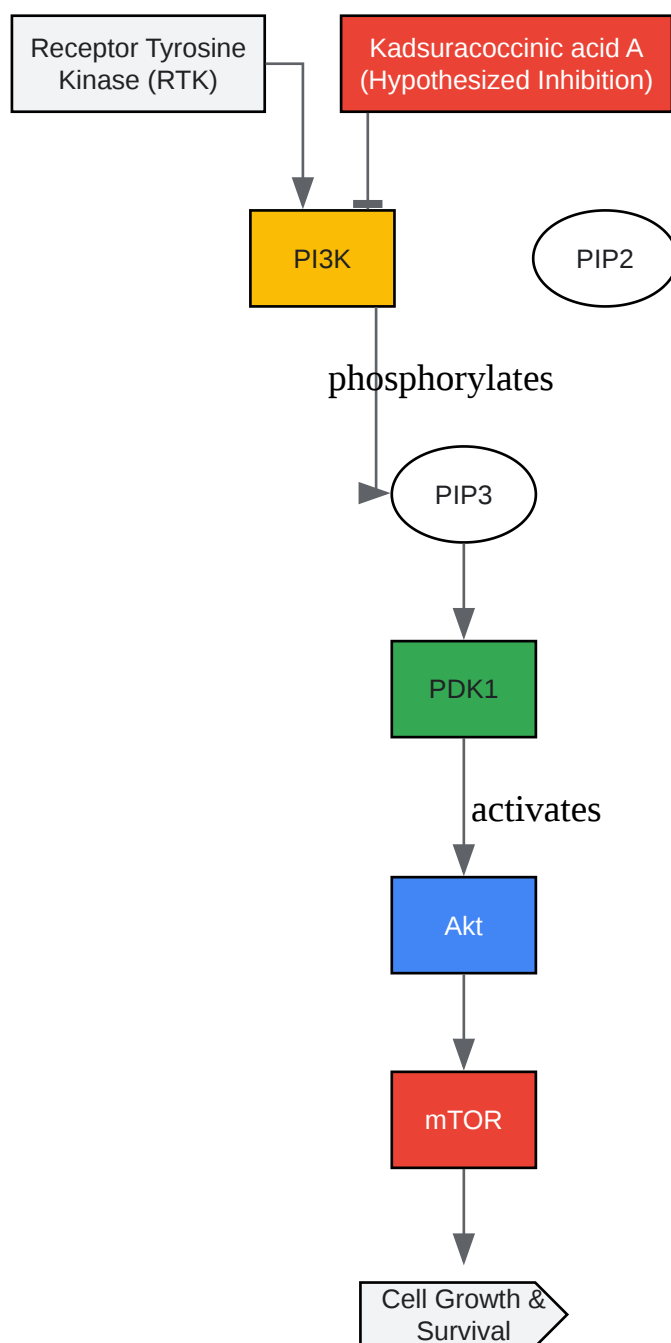 Receptor Tyrosine
Kinase (RTK)
Kadsuracoccinic acid A
(Hypothesized Inhibition)
PI3K
PIP2
phosphorylates
PIP3
PDK1
activates
Akt
mTOR
Cell Growth &
Survival